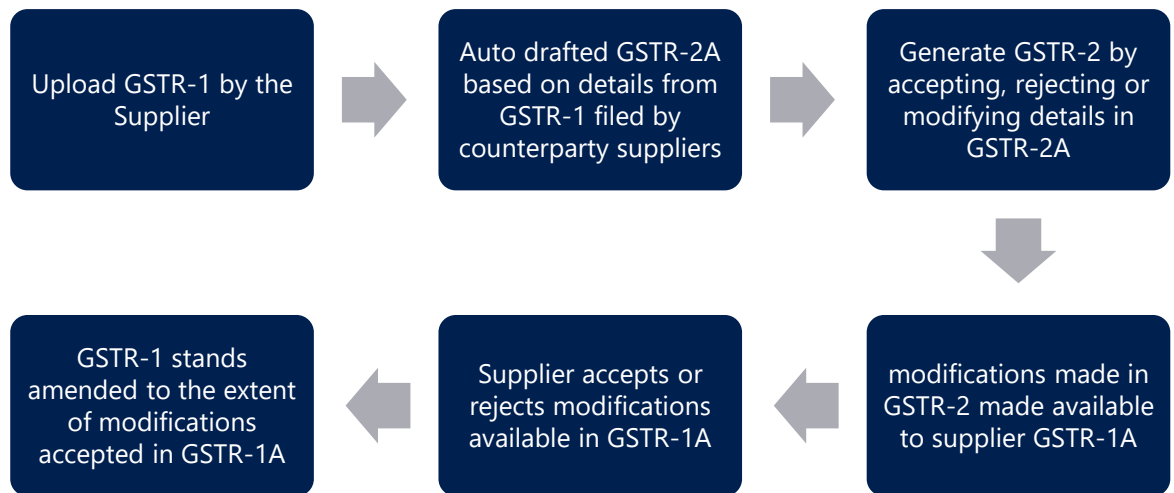 Upload GSTR-1 by the
Supplier
Auto drafted GSTR-2A
based on details from
GSTR-1 filed by
counterparty suppliers
Generate GSTR-2 by
accepting, rejecting or
modifying details in
GSTR-2A
modifications made in
GSTR-2 made available
to supplier GSTR-1A
Supplier accepts or
rejects modifications
available in GSTR-1A
GSTR-1 stands
amended to the extent
of modifications
accepted in GSTR-1A